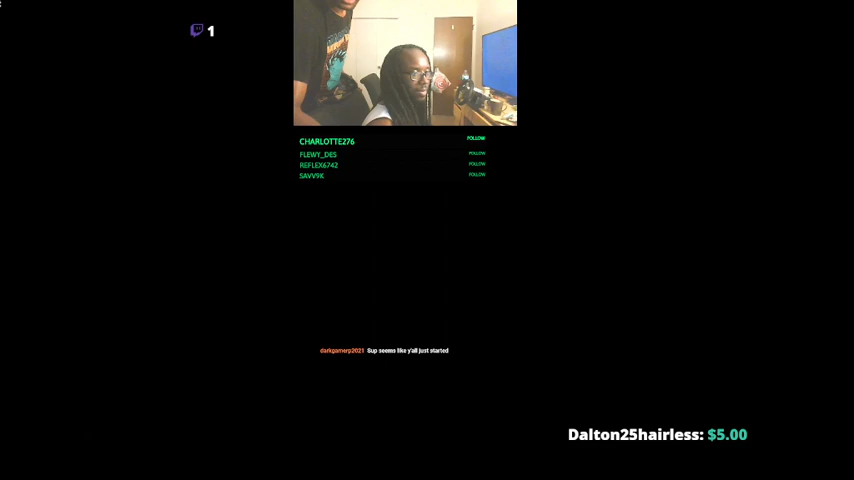 1
CHARLOTTE276 FOLLOW
FLEWY_DES FOLLOW
REFLEX6742 FOLLOW
SAVV9K FOLLOW
darkgamerp2021 Sup seems like y'all just started
Dalton25hairless: $5.00